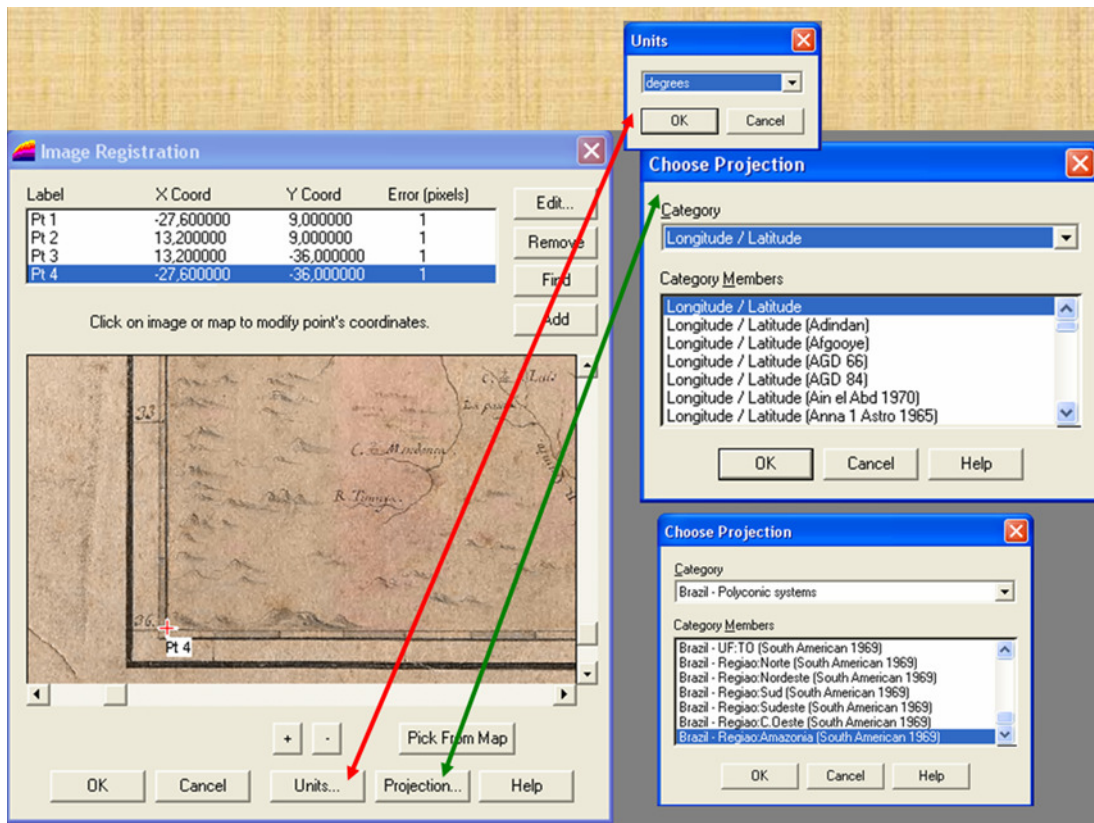 Units
degrees
OK Cancel
Image Registration
Label X Coord Y Coord Error (pixels)
Pt 1 -27,600000 9,000000 1
Pt 2 13,200000 9,000000 1
Pt 3 13,200000 -36,000000 1
Pt 4 -27,600000 -36,000000 1
Edit...
Remove
Find
Add
Click on image or map to modify point's coordinates.
33.
C. de Luis
C. de Mendanca
R.
36.
Pt 4
+ - Pick From Map
OK Cancel Units... Projection... Help
Choose Projection
Category
Longitude / Latitude
Category Members
Longitude / Latitude
Longitude / Latitude (Adindan)
Longitude / Latitude (Afgooye)
Longitude / Latitude (AGD 66)
Longitude / Latitude (AGD 84)
Longitude / Latitude (Ain el Abd 1970)
Longitude / Latitude (Anna 1 Astro 1965)
OK Cancel Help
Choose Projection
Category
Brazil - Polyconic systems
Category Members
Brazil - UF:TO (South American 1969)
Brazil - Regiao:Norte (South American 1969)
Brazil - Regiao:Nordeste (South American 1969)
Brazil - Regiao:Sud (South American 1969)
Brazil - Regiao:Sudeste (South American 1969)
Brazil - Regiao:C.Oeste (South American 1969)
Brazil - Regiao:Amazonia (South American 1969)
OK Cancel Help